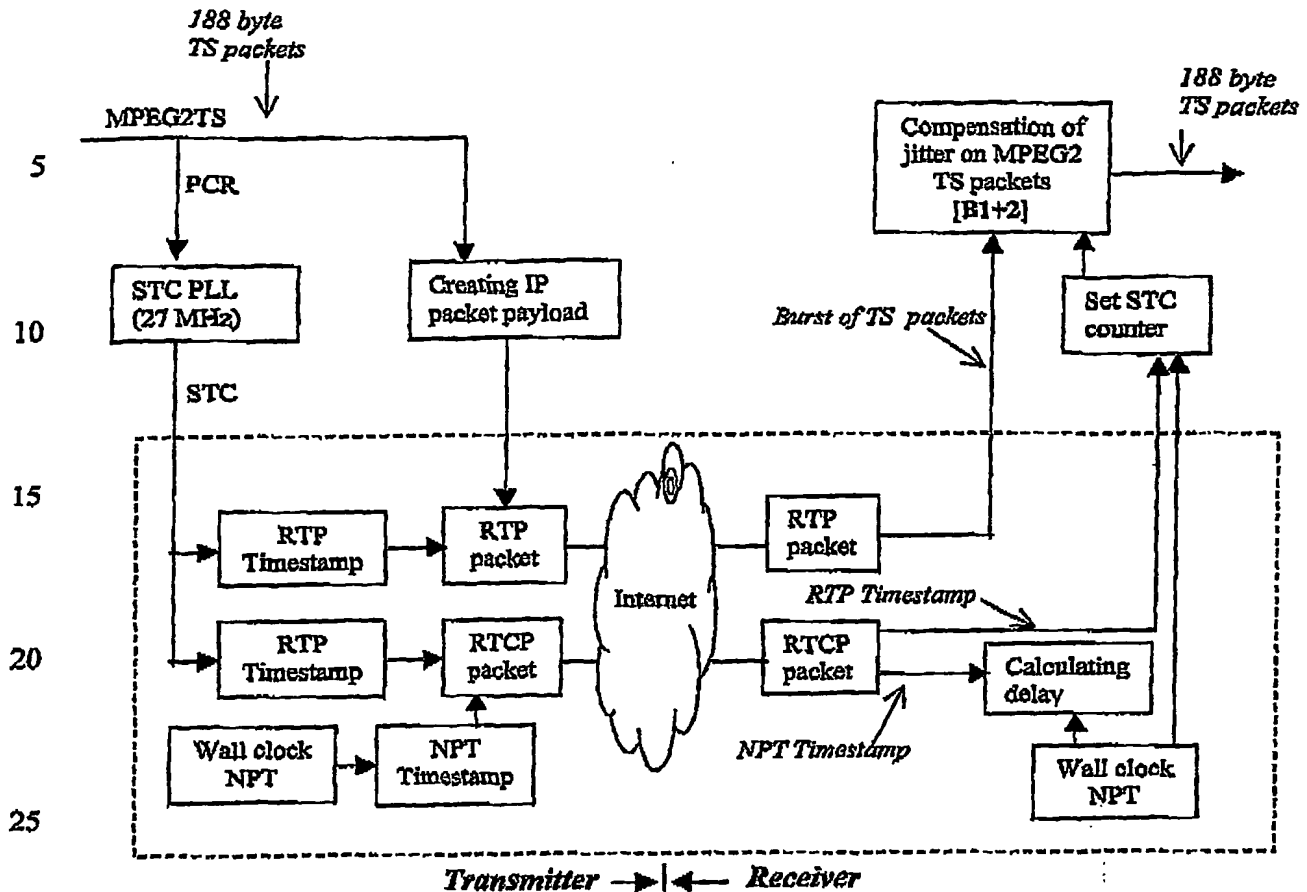 188 byte
TS packets
MPEG2TS
188 byte
TS packets
Compensation of
jitter on MPEG2
TS packets
[B1+2]
5
PCR
STC PLL
(27 MHz)
Creating IP
packet payload
Set STC
counter
Burst of TS packets
10
STC
15
RTP
Timestamp
RTP
packet
Internet
RTP
packet
RTP Timestamp
20
RTP
Timestamp
RTCP
packet
RTCP
packet
Calculating
delay
NPT Timestamp
Wall clock
NPT
NPT
Timestamp
Wall clock
NPT
25
Transmitter
Receiver